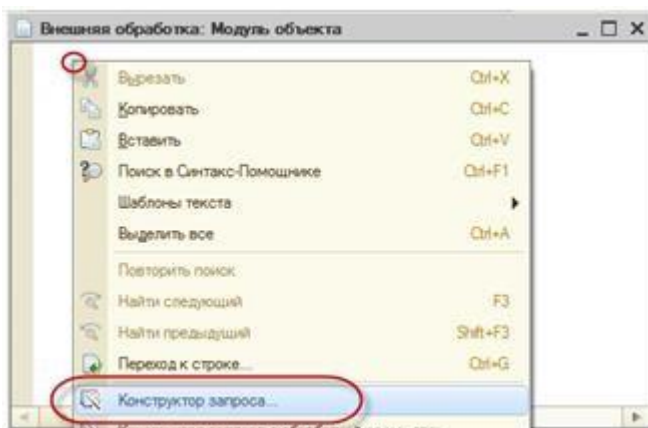 Внешняя обработка: Модуль объекта
Вырезать Ctrl+X
Копировать Ctrl+C
Вставить Ctrl+V
Поиск в Синтакс-Помощнике Ctrl+F1
Шаблоны текста
Выделить все Ctrl+A
Повторить поиск
Найти следующий F3
Найти предыдущий Shift+F3
Переход к строке... Ctrl+G
Конструктор запроса...